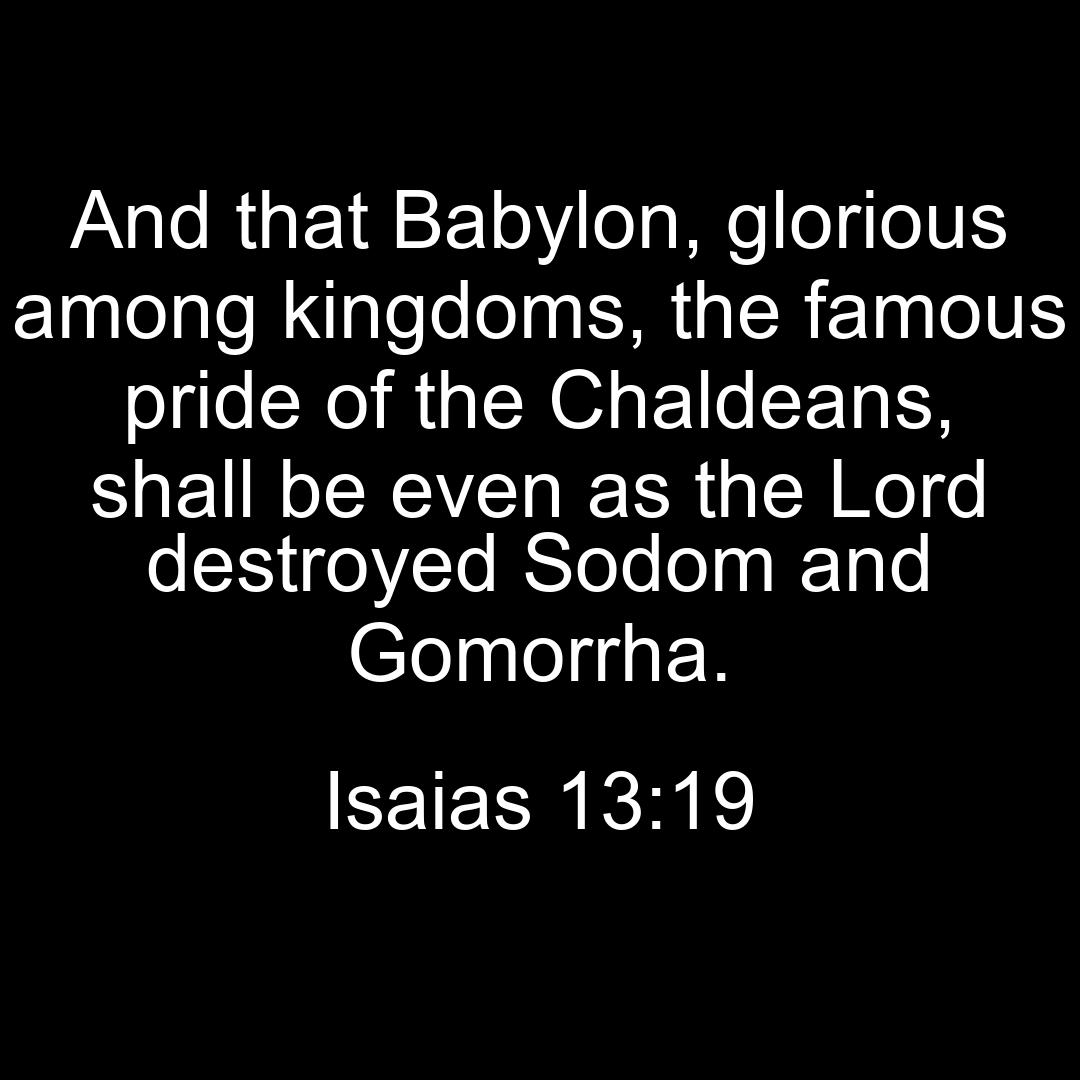 And that Babylon, glorious
among kingdoms, the famous
pride of the Chaldeans,
shall be even as the Lord
destroyed Sodom and
Gomorrha.
Isaias 13:19